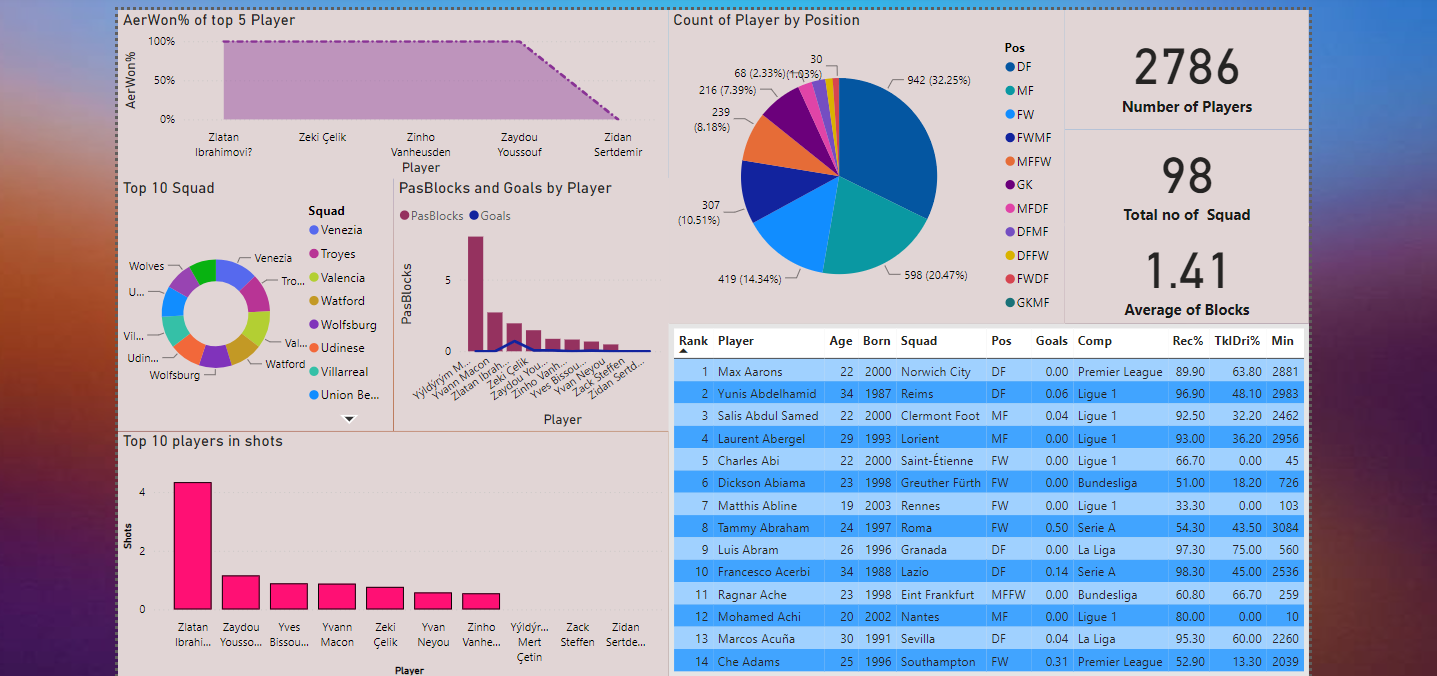 AerWon% of top 5 Player
AerWon%
100%
50%
0%
Zlatan
Ibrahimovi?
Zeki Çelik
Zinho
Vanheusden
Zaydou
Youssouf
Zidan
Sertdemir
Player
Top 10 Squad
Squad
Venezia
Troyes
Valencia
Watford
Wolfsburg
Udinese
Villarreal
Union Be...
Venezia
Tro...
Val...
Watford
Wolfsburg
Udin...
Vil...
U...
Wolves
PasBlocks and Goals by Player
PasBlocks
Goals
PasBlocks
5
0
Yýldýrým M...
Yvann Macon
Zlatan Ibrah...
Zeki Çelik
Zaydou You...
Zinho Vanh...
Yves Bissou...
Yvan Neyou
Zack Steffen
Zidan Sertd...
Player
Top 10 players in shots
Shots
4
2
0
Zlatan
Ibrahi...
Zaydou
Yousso...
Yves
Bissou...
Yvann
Macon
Zeki
Çelik
Yvan
Neyou
Zinho
Vanhe...
Yýldýr...
Mert
Çetin
Zack
Steffen
Zidan
Sertde...
Player
Count of Player by Position
942 (32.25%)
598 (20.47%)
419 (14.34%)
307
(10.51%)
239
(8.18%)
216 (7.39%)
68 (2.33%)
(1.03%)
30
Pos
DF
MF
FW
FWMF
MFFW
GK
MFDF
DFMF
DFFW
FWDF
GKMF
2786
Number of Players
98
Total no of Squad
1.41
Average of Blocks
Rank Player Age Born Squad Pos Goals Comp Rec% TklDri% Min
1 Max Aarons 22 2000 Norwich City DF 0.00 Premier League 89.90 63.80 2881
2 Yunis Abdelhamid 34 1987 Reims DF 0.06 Ligue 1 96.90 48.10 2983
3 Salis Abdul Samed 22 2000 Clermont Foot MF 0.04 Ligue 1 92.50 32.20 2462
4 Laurent Abergel 29 1993 Lorient MF 0.00 Ligue 1 93.00 36.20 2956
5 Charles Abi 22 2000 Saint-Étienne FW 0.00 Ligue 1 66.70 0.00 45
6 Dickson Abiama 23 1998 Greuther Fürth FW 0.00 Bundesliga 51.00 18.20 726
7 Matthis Abline 19 2003 Rennes FW 0.00 Ligue 1 33.30 0.00 103
8 Tammy Abraham 24 1997 Roma FW 0.50 Serie A 54.30 43.50 3084
9 Luis Abram 26 1996 Granada DF 0.00 La Liga 97.30 75.00 560
10 Francesco Acerbi 34 1988 Lazio DF 0.14 Serie A 98.30 45.00 2536
11 Ragnar Ache 23 1998 Eint Frankfurt MFFW 0.00 Bundesliga 60.80 66.70 259
12 Mohamed Achi 20 2002 Nantes MF 0.00 Ligue 1 80.00 0.00 10
13 Marcos Acuña 30 1991 Sevilla DF 0.04 La Liga 95.30 60.00 2260
14 Che Adams 25 1996 Southampton FW 0.31 Premier League 52.90 13.30 2039